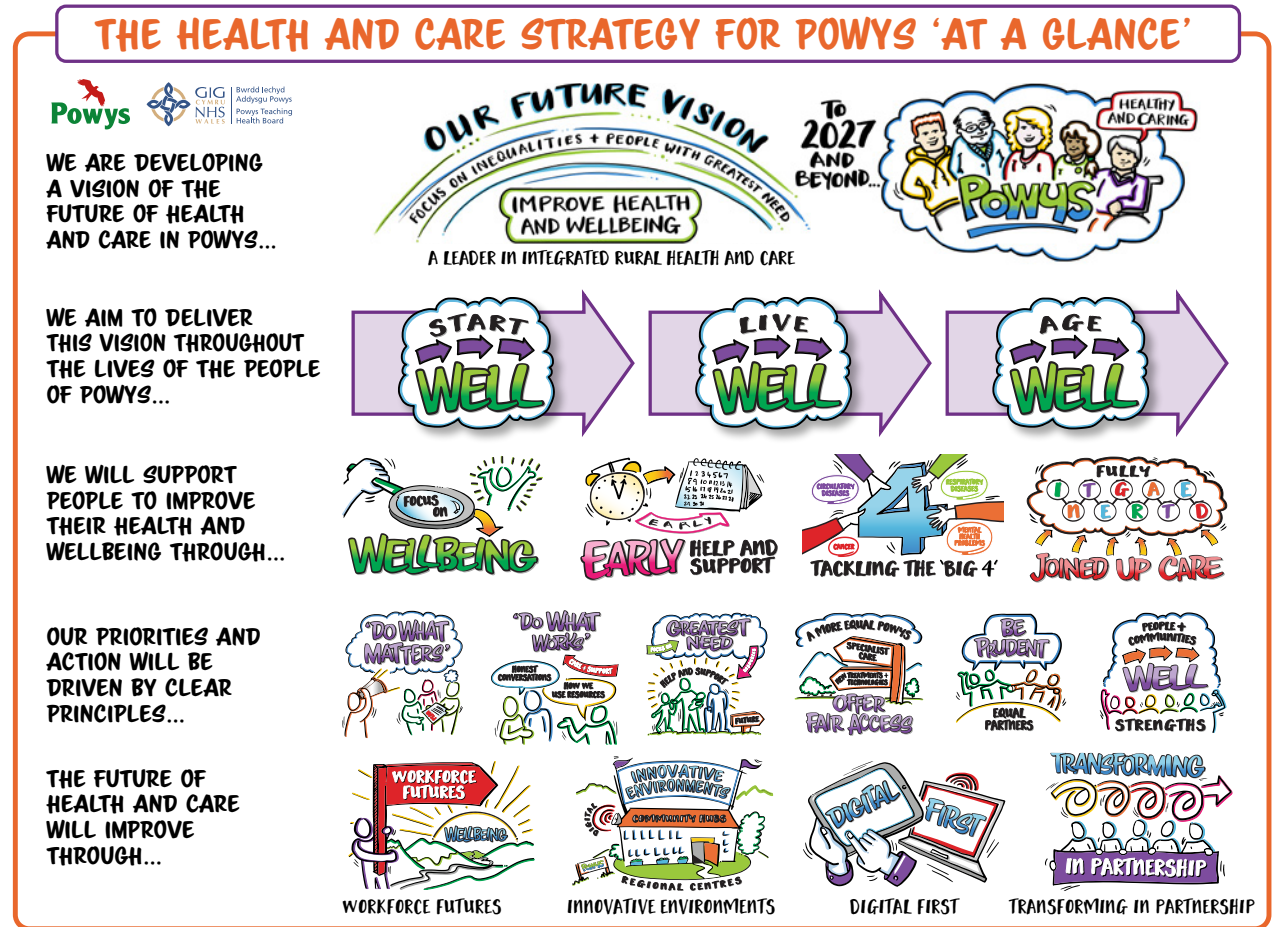 THE HEALTH AND CARE STRATEGY FOR POWYS ‘AT A GLANCE’
Powys
GIG
CYMRU
NHS
WALES
Bwrdd Iechyd
Addysgu Powys
Powys Teaching
Health Board
WE ARE DEVELOPING
A VISION OF THE
FUTURE OF HEALTH
AND CARE IN POWYS...
OUR FUTURE VISION
FOCUS ON INEQUALITIES + PEOPLE WITH GREATEST NEED
IMPROVE HEALTH
AND WELLBEING
A LEADER IN INTEGRATED RURAL HEALTH AND CARE
TO
2027
AND
BEYOND...
HEALTHY
AND CARING
POWYS
WE AIM TO DELIVER
THIS VISION THROUGHOUT
THE LIVES OF THE PEOPLE
OF POWYS...
START
WELL
LIVE
WELL
AGE
WELL
WE WILL SUPPORT
PEOPLE TO IMPROVE
THEIR HEALTH AND
WELLBEING THROUGH...
FOCUS
ON
WELLBEING
EARLY
EARLY HELP AND
SUPPORT
CIRCULATORY
DISEASES
RESPIRATORY
DISEASES
4
CANCER
MENTAL
HEALTH
PROBLEMS
TACKLING THE ‘BIG 4’
FULLY
I T G A E
N E R T D
JOINED UP CARE
OUR PRIORITIES AND
ACTION WILL BE
DRIVEN BY CLEAR
PRINCIPLES...
‘DO WHAT
MATTERS’
‘DO WHAT
WORKS’
HONEST
CONVERSATIONS
CARE + SUPPORT
HOW WE
USE RESOURCES
GREATEST
NEED
HELP AND SUPPORT
FUTURE
A MORE EQUAL POWYS
SPECIALIST
CARE
NEW TREATMENTS +
TECHNOLOGIES
OFFER
FAIR ACCESS
BE
PRUDENT
EQUAL
PARTNERS
PEOPLE +
COMMUNITIES
WELL
STRENGTHS
THE FUTURE OF
HEALTH AND CARE
WILL IMPROVE
THROUGH...
WORKFORCE
FUTURES
WELLBEING
WORKFORCE FUTURES
INNOVATIVE
ENVIRONMENTS
DIGITAL
COMMUNITY HUBS
POWYS
REGIONAL CENTRES
INNOVATIVE ENVIRONMENTS
DIGITAL
FIRST
DIGITAL FIRST
TRANSFORMING
IN PARTNERSHIP
TRANSFORMING IN PARTNERSHIP